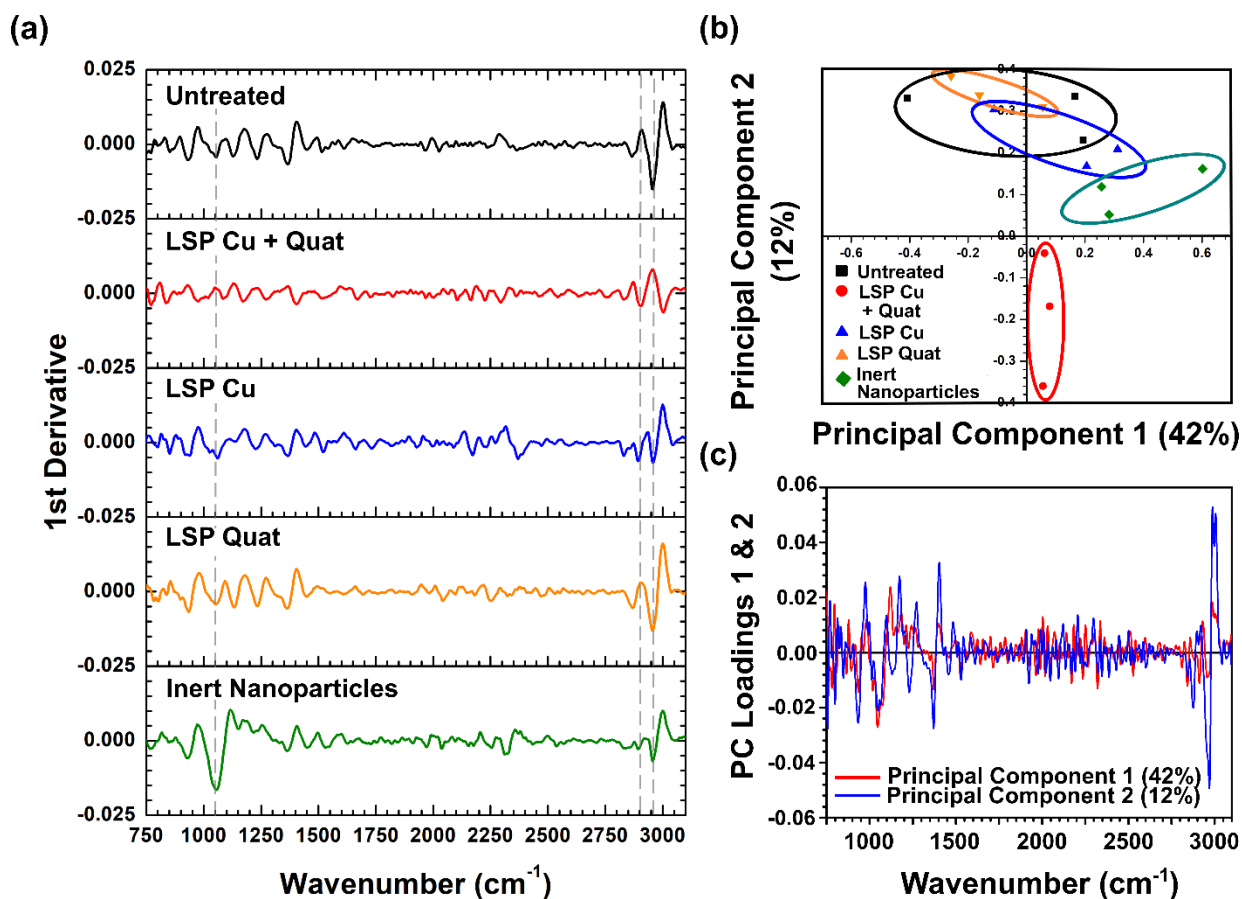 (a)
1st Derivative
0.025
0.000
-0.025
Untreated
0.000
-0.025
LSP Cu + Quat
0.000
-0.025
LSP Cu
0.000
-0.025
LSP Quat
0.000
-0.025
Inert Nanoparticles
750 1000 1250 1500 1750 2000 2250 2500 2750 3000
Wavenumber (cm-1)
(b)
Principal Component 2
(12%)
0.4
0.3
0.2
0.1
0.0
-0.1
-0.2
-0.3
0.4
-0.6 -0.4 -0.2 0.0 0.2 0.4 0.6
Untreated
LSP Cu
+ Quat
LSP Cu
LSP Quat
Inert
Nanoparticles
Principal Component 1 (42%)
(c)
PC Loadings 1 & 2
0.06
0.04
0.02
0.00
-0.02
-0.04
-0.06
Principal Component 1 (42%)
Principal Component 2 (12%)
1000 1500 2000 2500 3000
Wavenumber (cm-1)